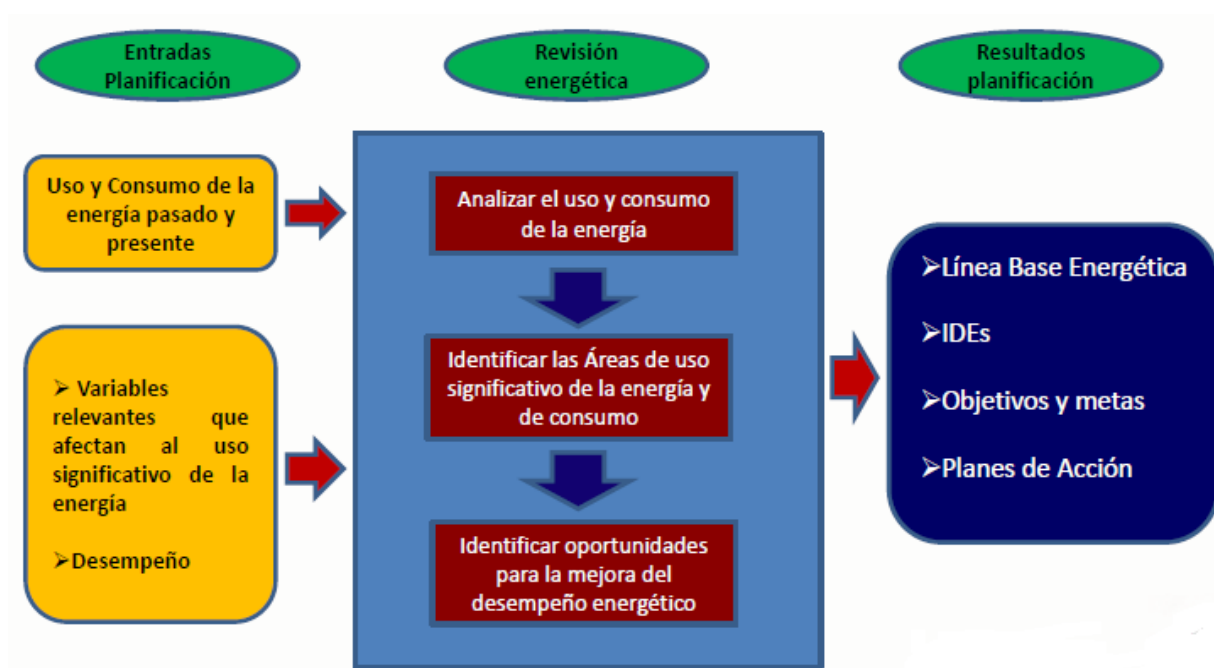 Entradas
Planificación
Revisión
energética
Resultados
planificación
Uso y Consumo de la
energía pasado y
presente
➢ Variables
relevantes que
afectan al uso
significativo de la
energía
➢Desempeño
Analizar el uso y consumo
de la energía
Identificar las Áreas de uso
significativo de la energía y
de consumo
Identificar oportunidades
para la mejora del
desempeño energético
➢Línea Base Energética
➢IDEs
➢Objetivos y metas
➢Planes de Acción